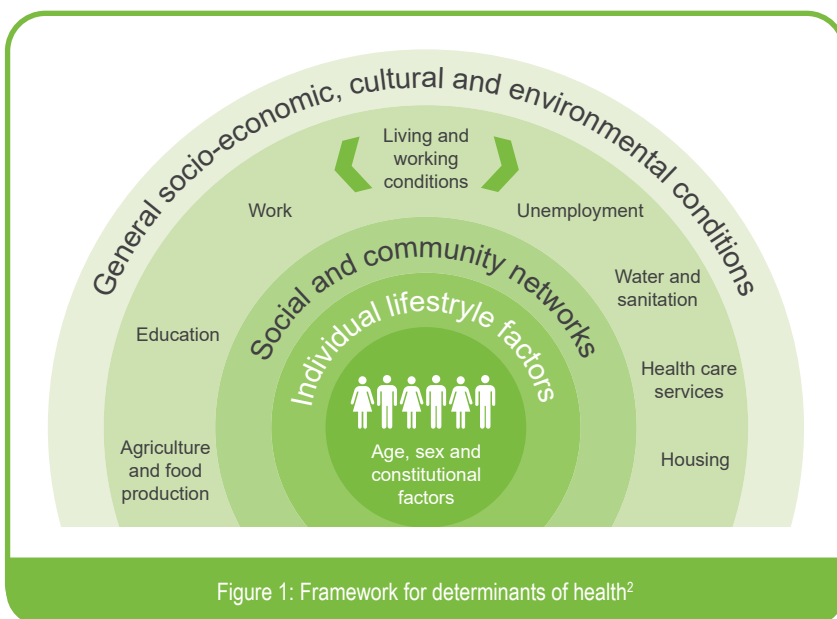 General socio-economic, cultural and environmental conditions
Living and
working
conditions
Work
Unemployment
Social and community networks
Water and
sanitation
Individual lifestyle factors
Education
Health care
services
Age, sex and
constitutional
factors
Agriculture
and food
production
Housing
Figure 1: Framework for determinants of health²